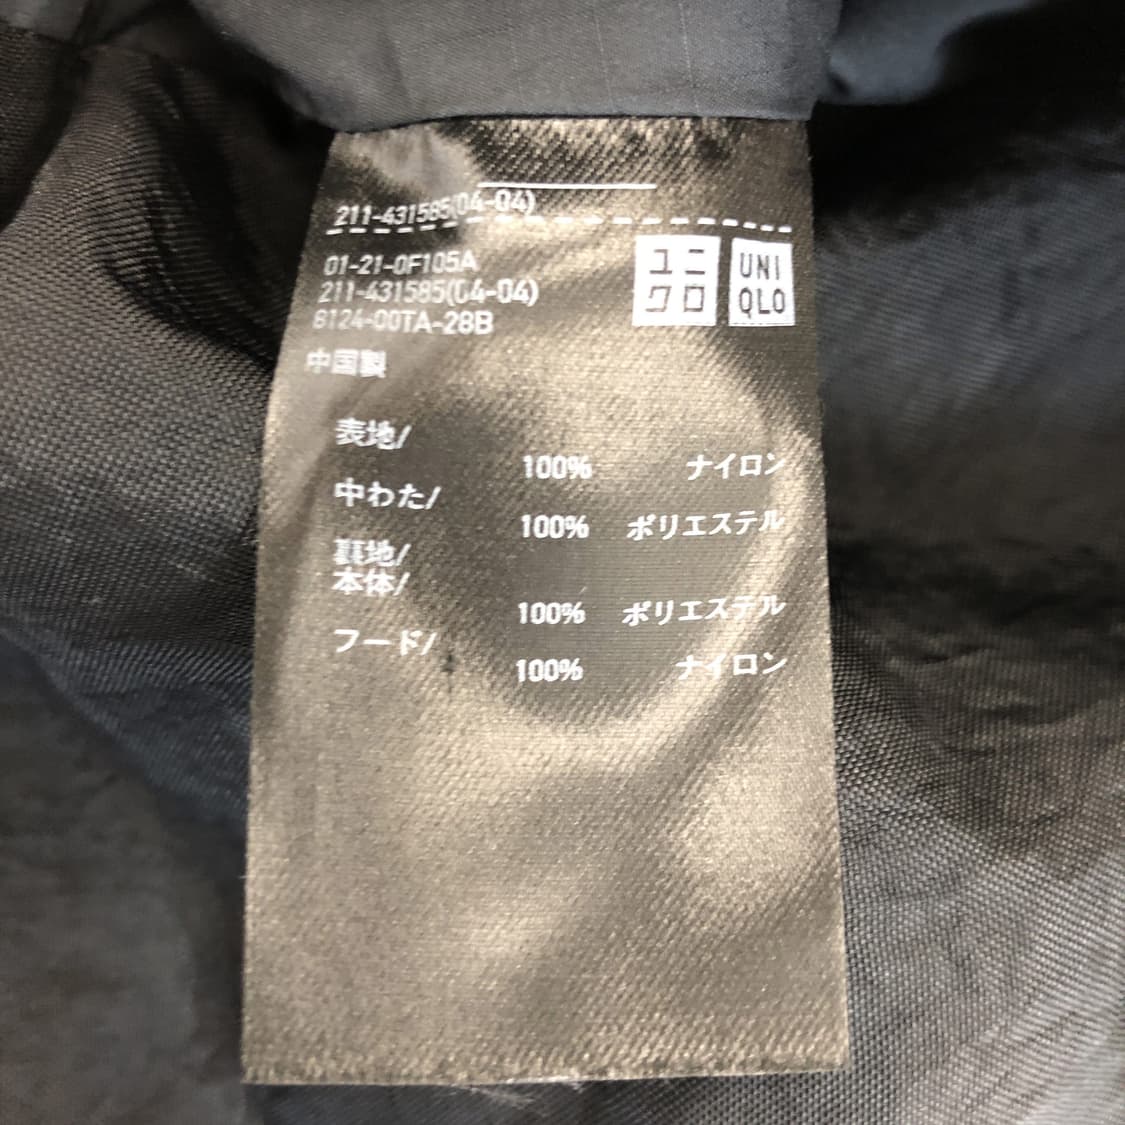 211-431585(04-04)
01-21-0F105A
211-431585(04-04)
8124-00TA-28B
ユニ
クロ
UNI
QLO
中国製
表地/
100% ナイロン
中わた/
100% ポリエステル
裏地/
本体/
100% ポリエステル
フード/
100% ナイロン